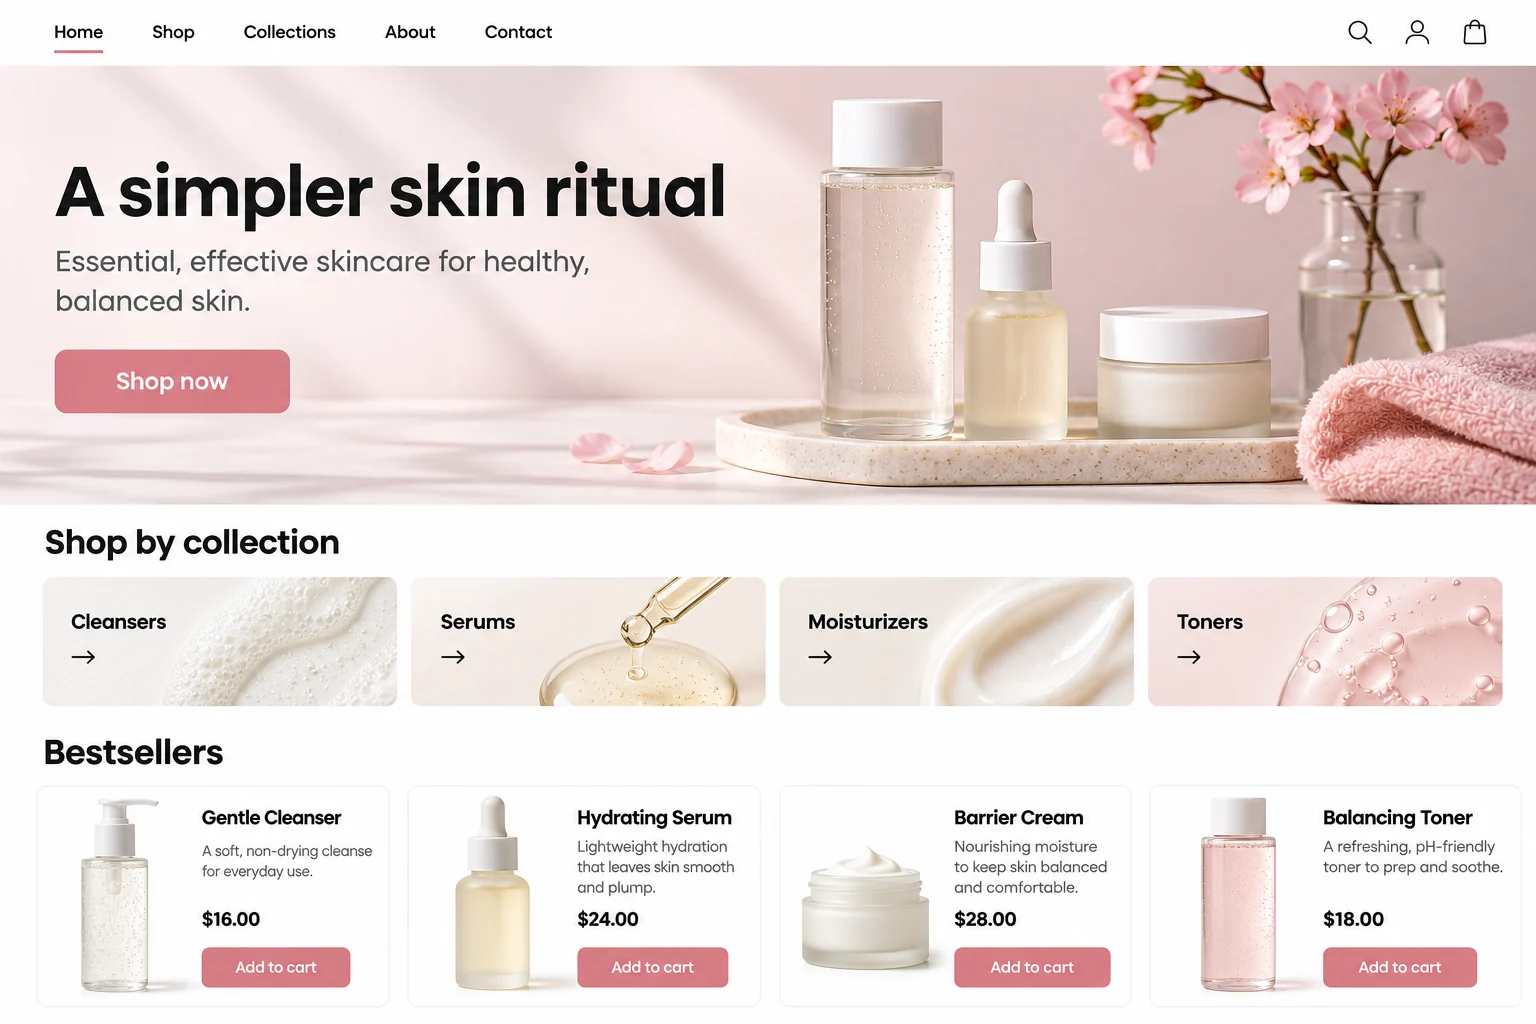 Home
Shop
Collections
About
Contact
A simpler skin ritual
Essential, effective skincare for healthy,
balanced skin.
Shop now
Shop by collection
Cleansers
Serums
Moisturizers
Toners
Bestsellers
Gentle Cleanser
A soft, non-drying cleanse
for everyday use.
$16.00
Add to cart
Hydrating Serum
Lightweight hydration
that leaves skin smooth
and plump.
$24.00
Add to cart
Barrier Cream
Nourishing moisture
to keep skin balanced
and comfortable.
$28.00
Add to cart
Balancing Toner
A refreshing, pH-friendly
toner to prep and soothe.
$18.00
Add to cart